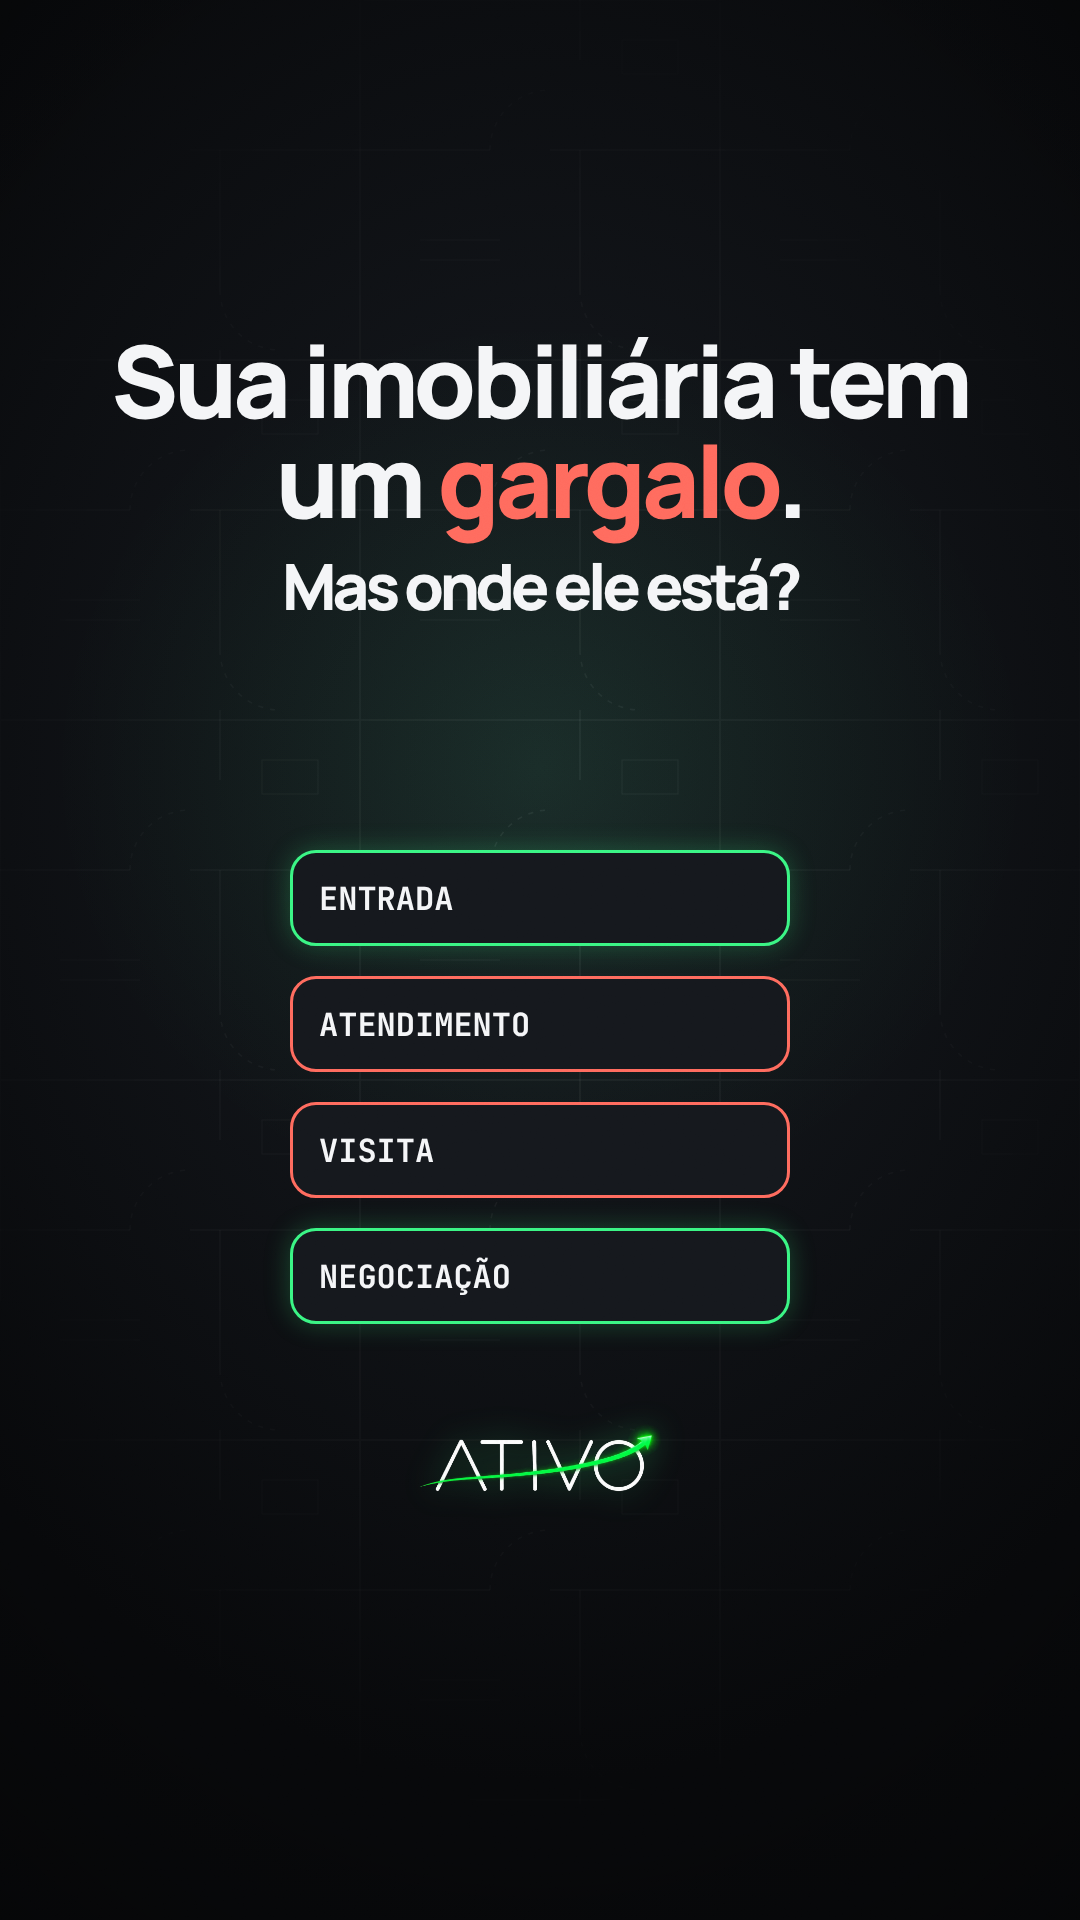 Sua imobiliária tem
um gargalo.
Mas onde ele está?
ENTRADA
ATENDIMENTO
VISITA
NEGOCIAÇÃO
ATIVO